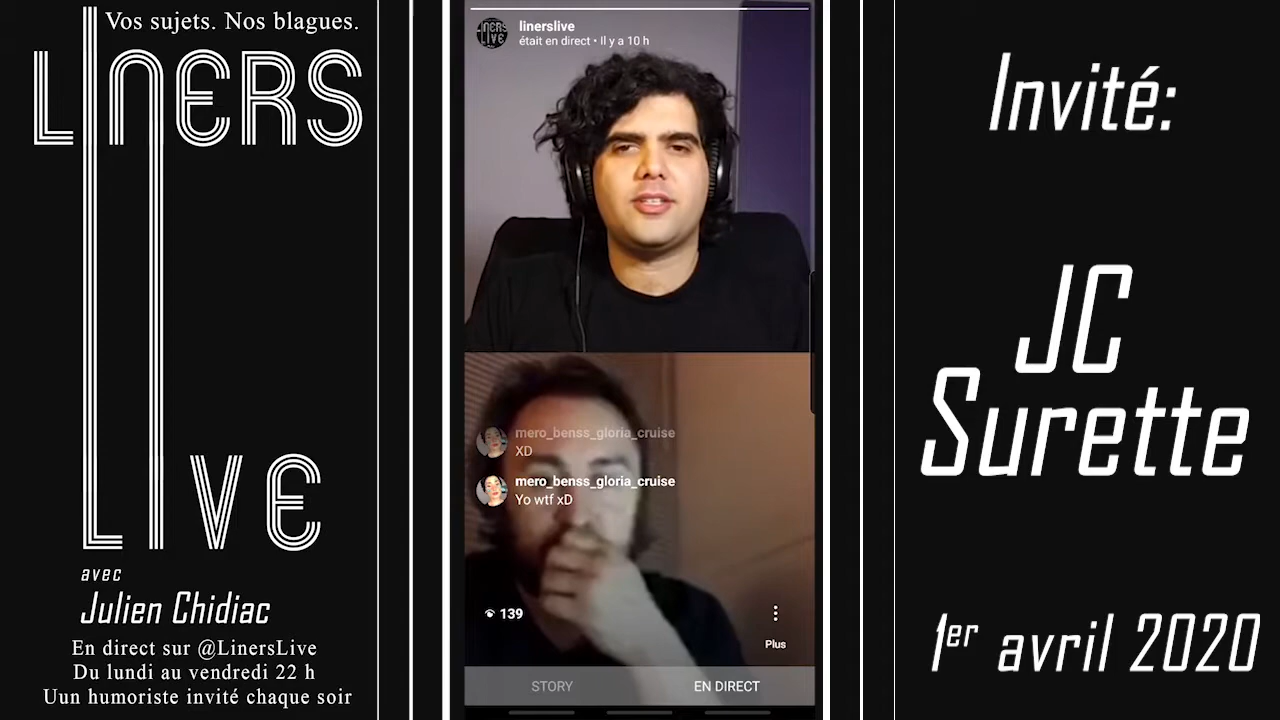 Vos sujets. Nos blagues.
LINERS
LIVE
avec
Julien Chidiac
En direct sur @LinersLive
Du lundi au vendredi 22 h
Uun humoriste invité chaque soir
LINERS
LIVE
linerslive
était en direct • Il y a 10 h
mero_benss_gloria_cruise
XD
mero_benss_gloria_cruise
Yo wtf xD
139
Plus
STORY
EN DIRECT
Invité:
JC
Surette
1er avril 2020